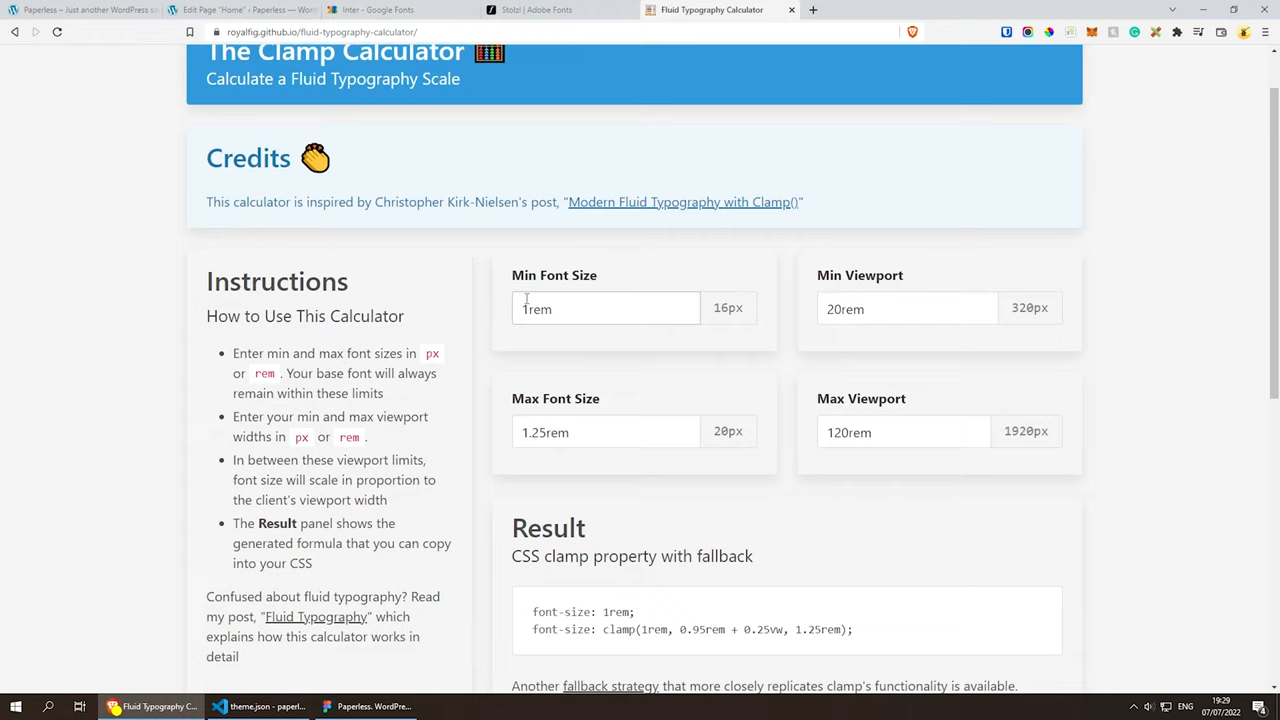 Paperless – Just another WordPress si
Edit Page "Home" ‹ Paperless — Wor
Inter - Google Fonts
Stolzl | Adobe Fonts
Fluid Typography Calculator
royalfig.github.io/fluid-typography-calculator/
The Clamp Calculator
Calculate a Fluid Typography Scale
Credits
This calculator is inspired by Christopher Kirk-Nielsen's post, "Modern Fluid Typography with Clamp()"
Instructions
How to Use This Calculator
Enter min and max font sizes in px
or rem . Your base font will always
remain within these limits
Enter your min and max viewport
widths in px or rem .
In between these viewport limits,
font size will scale in proportion to
the client's viewport width
The Result panel shows the
generated formula that you can copy
into your CSS
Confused about fluid typography? Read
my post, "Fluid Typography" which
explains how this calculator works in
detail
Min Font Size
1rem 16px
Min Viewport
20rem 320px
Max Font Size
1.25rem 20px
Max Viewport
120rem 1920px
Result
CSS clamp property with fallback
font-size: 1rem;
font-size: clamp(1rem, 0.95rem + 0.25vw, 1.25rem);
Another fallback strategy that more closely replicates clamp's functionality is available.
Fluid Typography C...
theme.json - paperl...
Paperless. WordPre...
ENG
19:29
07/07/2022